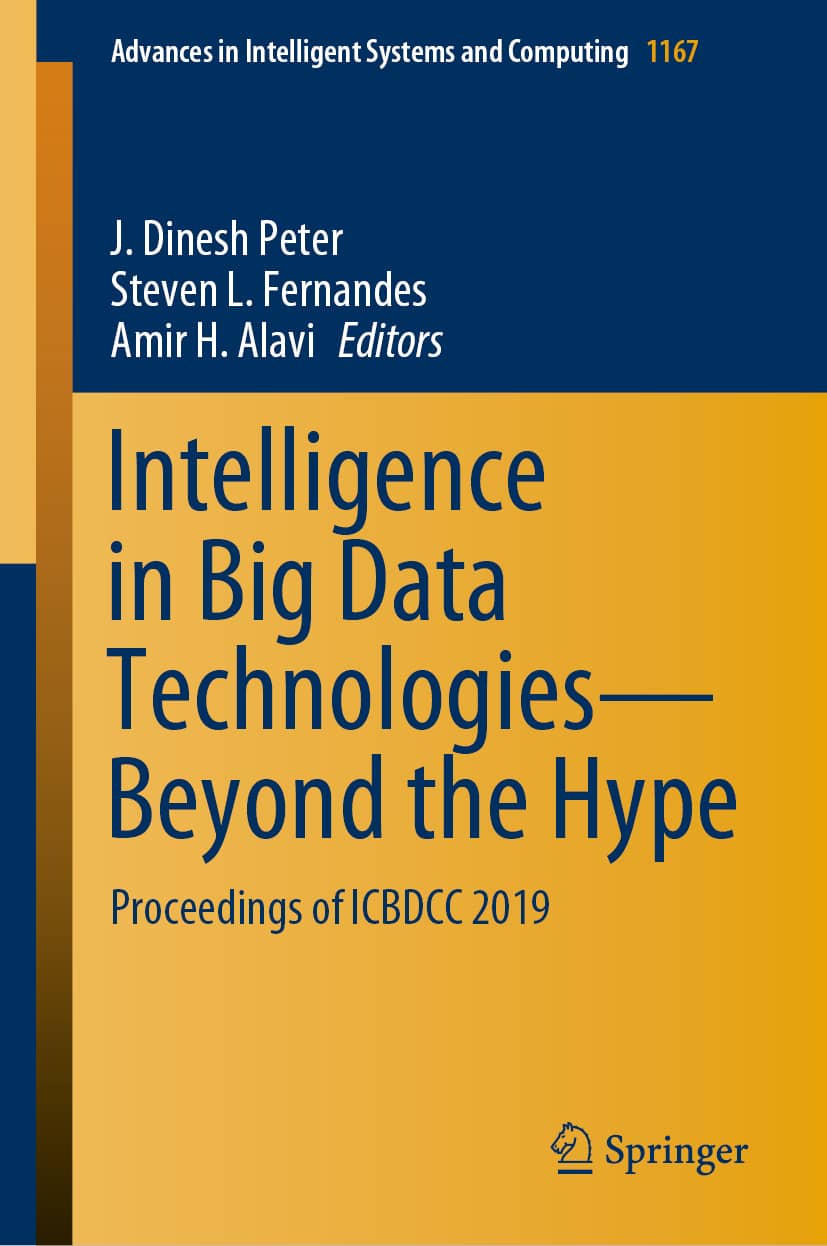 Advances in Intelligent Systems and Computing 1167
J. Dinesh Peter
Steven L. Fernandes
Amir H. Alavi Editors
Intelligence
in Big Data
Technologies—
Beyond the Hype
Proceedings of ICBDCC 2019
Springer